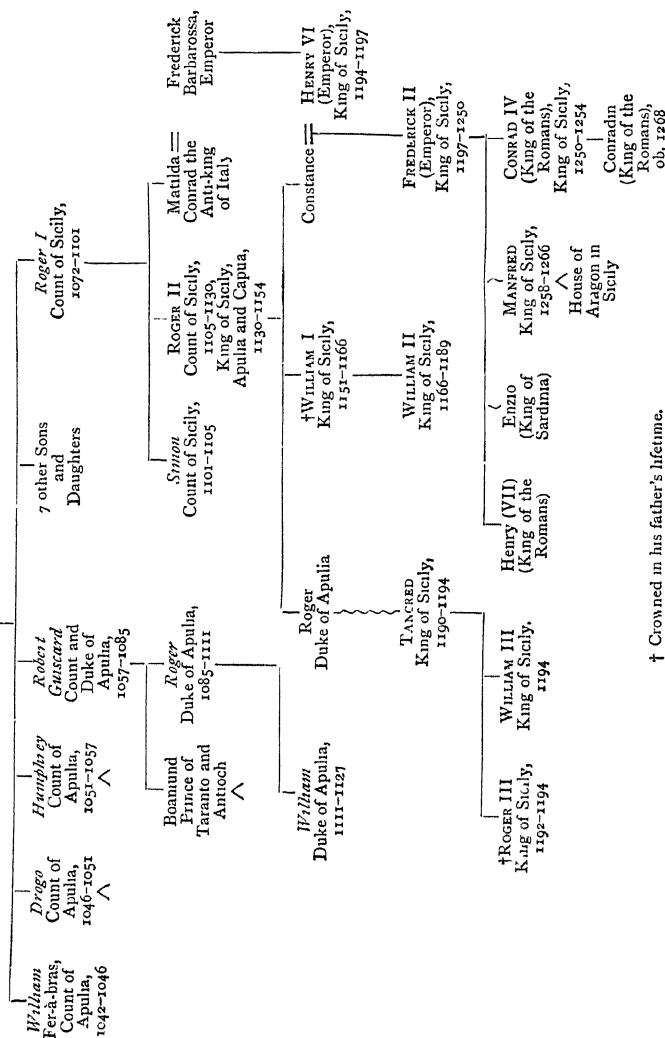 William
Fer-à-bras,
Count of
Apulia,
1042–1046
Drogo
Count of
Apulia,
1046–1051
Humphrey
Count of
Apulia,
1051–1057
Robert
Guiscard
Count and
Duke of
Apulia,
1057–1085
7 other Sons
and
Daughters
Roger I
Count of Sicily,
1072–1101
Boamund
Prince of
Taranto and
Antioch
Roger
Duke of Apulia,
1085–1111
Simon
Count of Sicily,
1101–1105
ROGER II
Count of Sicily,
1105–1130,
King of Sicily,
Apulia and Capua,
1130–1154
Matilda =
Conrad the
Anti-king
of Italy
Frederick
Barbarossa,
Emperor
William
Duke of Apulia,
1111–1127
Roger
Duke of Apulia
†WILLIAM I
King of Sicily,
1151–1166
Constance =
HENRY VI
(Emperor),
King of Sicily,
1194–1197
TANCRED
King of Sicily,
1190–1194
WILLIAM II
King of Sicily,
1166–1189
FREDERICK II
(Emperor),
King of Sicily,
1197–1250
†ROGER III
King of Sicily,
1192–1194
WILLIAM III
King of Sicily.
1194
Henry (VII)
(King of the
Romans)
Enzio
(King of
Sardinia)
MANFRED
King of Sicily,
1258–1266
House of
Aragon in
Sicily
CONRAD IV
(King of the
Romans),
King of Sicily,
1250–1254
Conradin
(King of the
Romans),
ob. 1268
† Crowned in his father's lifetime.